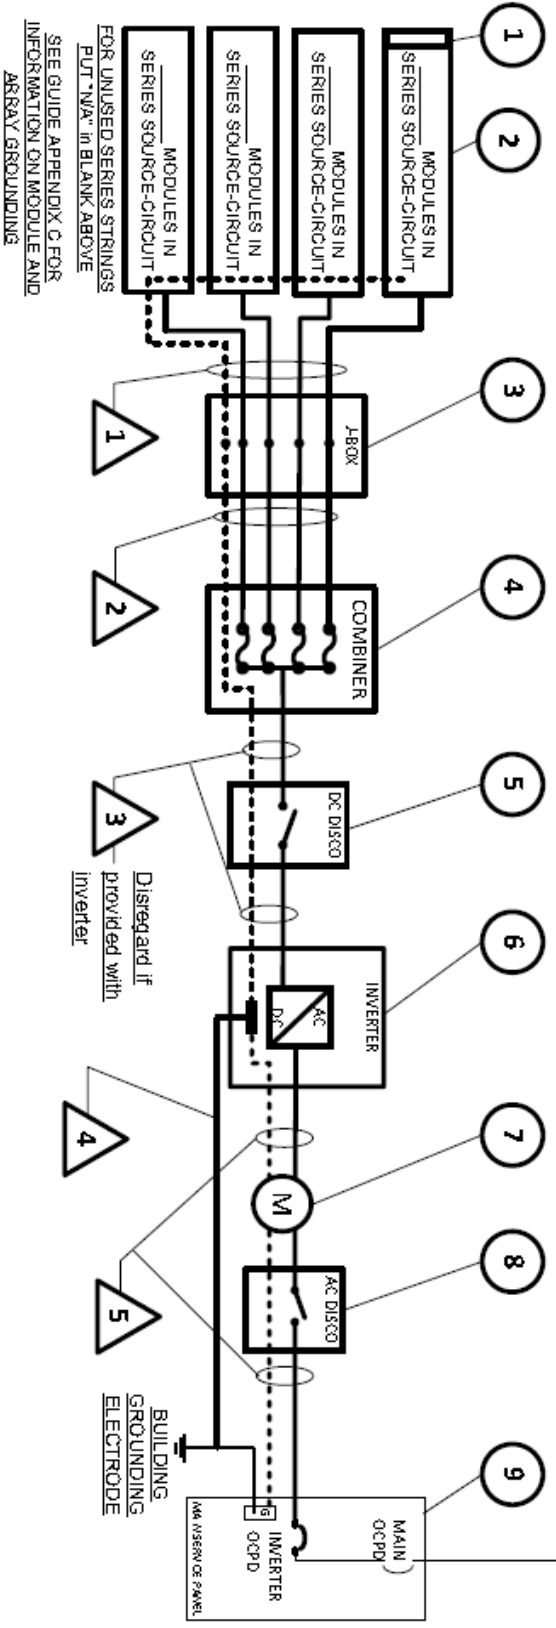 1
2
3
4
5
6
7
8
9
MODULES IN
SERIES SOURCE-CIRCUIT
MODULES IN
SERIES SOURCE-CIRCUIT
MODULES IN
SERIES SOURCE-CIRCUIT
MODULES IN
SERIES SOURCE-CIRCUIT
FOR UNUSED SERIES STRINGS
PUT "N/A" in BLANK ABOVE
SEE GUIDE APPENDIX C FOR
INFORMATION ON MODULE AND
ARRAY GROUNDING
J-BOX
COMBINER
DC DISCO
INVERTER
AC
DC
M
AC DISCO
MAIN
OCPD
INVERTER
OCPD
G
MAIN SERVICE PANEL
1
2
3
Disregard if
provided with
inverter
4
5
BUILDING
GROUNDING
ELECTRODE